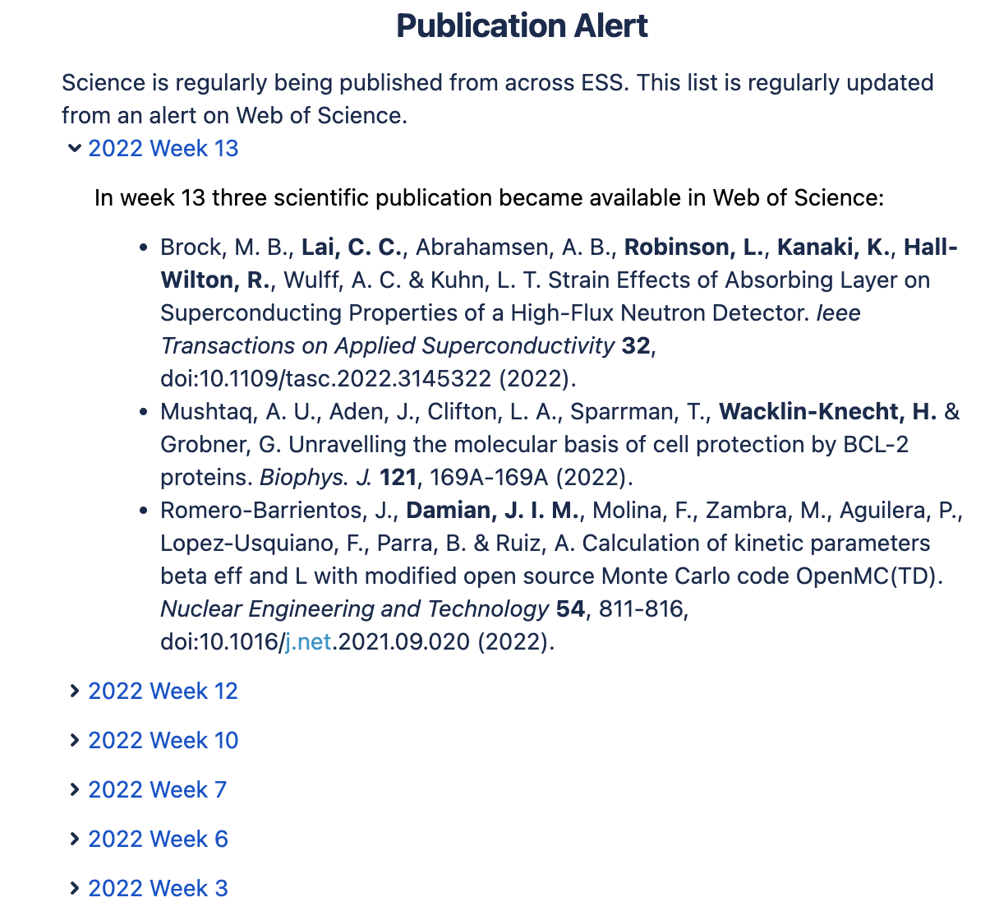 Publication Alert
Science is regularly being published from across ESS. This list is regularly updated
from an alert on Web of Science.
2022 Week 13
In week 13 three scientific publication became available in Web of Science:
• Brock, M. B., Lai, C. C., Abrahamsen, A. B., Robinson, L., Kanaki, K., Hall-
Wilton, R., Wulff, A. C. & Kuhn, L. T. Strain Effects of Absorbing Layer on
Superconducting Properties of a High-Flux Neutron Detector. Ieee
Transactions on Applied Superconductivity 32,
doi:10.1109/tasc.2022.3145322 (2022).
• Mushtaq, A. U., Aden, J., Clifton, L. A., Sparrman, T., Wacklin-Knecht, H. &
Grobner, G. Unravelling the molecular basis of cell protection by BCL-2
proteins. Biophys. J. 121, 169A-169A (2022).
• Romero-Barrientos, J., Damian, J. I. M., Molina, F., Zambra, M., Aguilera, P.,
Lopez-Usquiano, F., Parra, B. & Ruiz, A. Calculation of kinetic parameters
beta eff and L with modified open source Monte Carlo code OpenMC(TD).
Nuclear Engineering and Technology 54, 811-816,
doi:10.1016/j.net.2021.09.020 (2022).
2022 Week 12
2022 Week 10
2022 Week 7
2022 Week 6
2022 Week 3